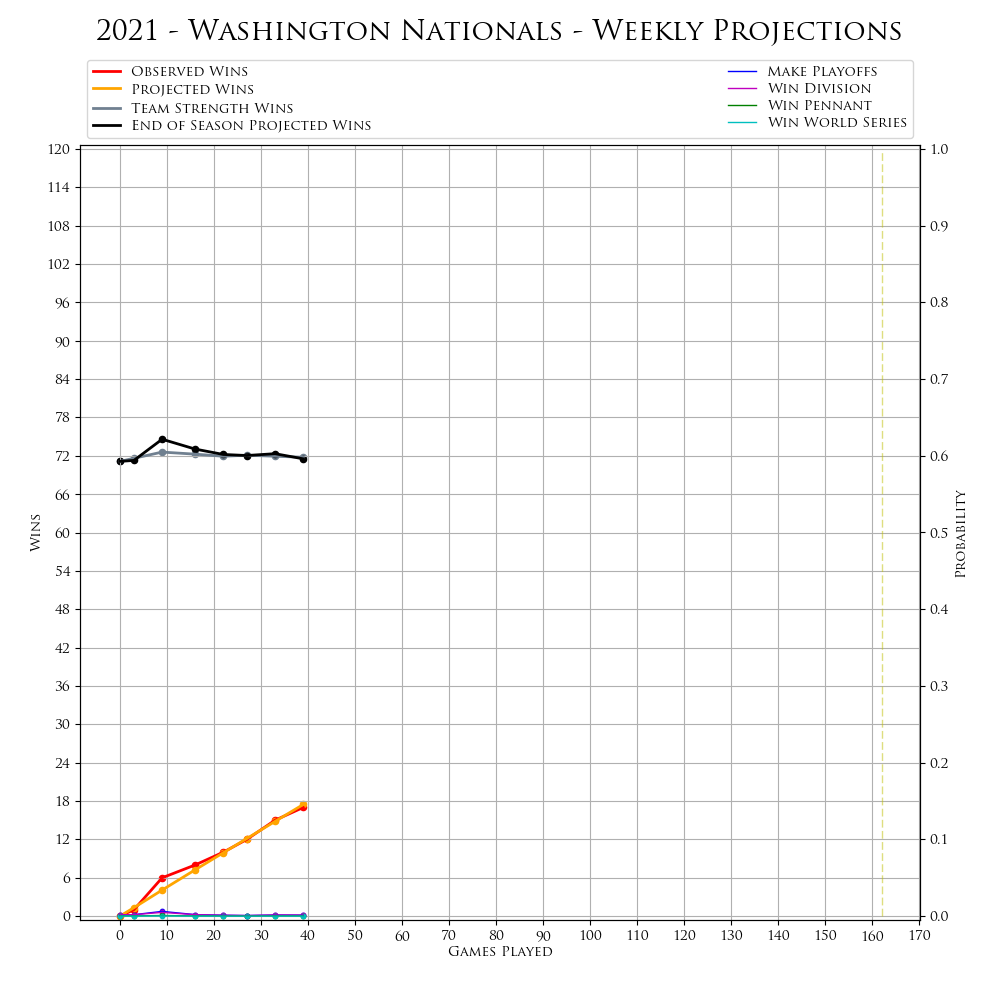 2021 - Washington Nationals - Weekly Projections
Observed Wins
Projected Wins
Team Strength Wins
End of Season Projected Wins
Make Playoffs
Win Division
Win Pennant
Win World Series
120
114
108
102
96
90
84
78
72
66
60
54
48
42
36
30
24
18
12
6
0
Wins
1.0
0.9
0.8
0.7
0.6
0.5
0.4
0.3
0.2
0.1
0.0
Probability
0 10 20 30 40 50 60 70 80 90 100 110 120 130 140 150 160 170
Games Played